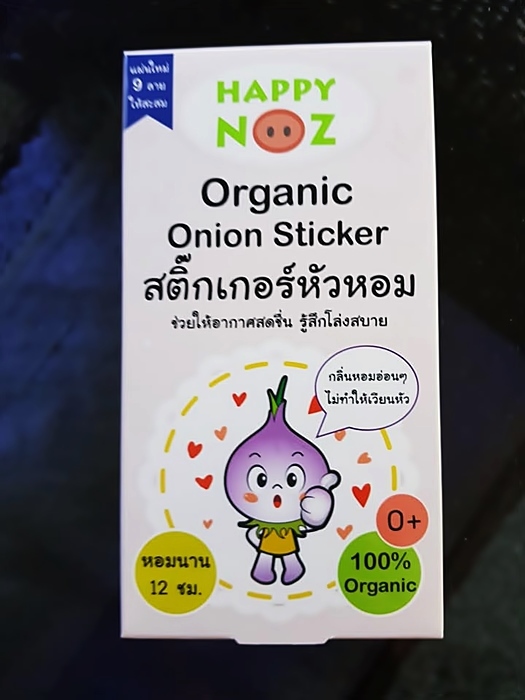 แผ่นใหม่
9 ลาย
ให้สะสม
HAPPY
NOZ
Organic
Onion Sticker
สติ๊กเกอร์หัวหอม
ช่วยให้อากาศสดชื่น รู้สึกโล่งสบาย
กลิ่นหอมอ่อนๆ
ไม่ทำให้เวียนหัว
0+
หอมนาน
12 ชม.
100%
Organic